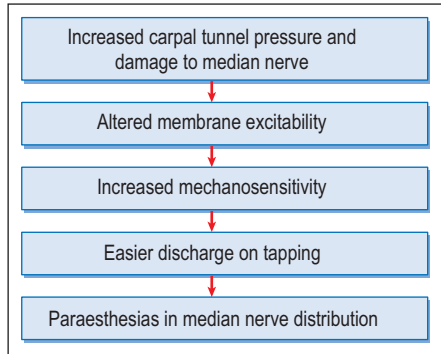 Increased carpal tunnel pressure and
damage to median nerve
Altered membrane excitability
Increased mechanosensitivity
Easier discharge on tapping
Paraesthesias in median nerve distribution